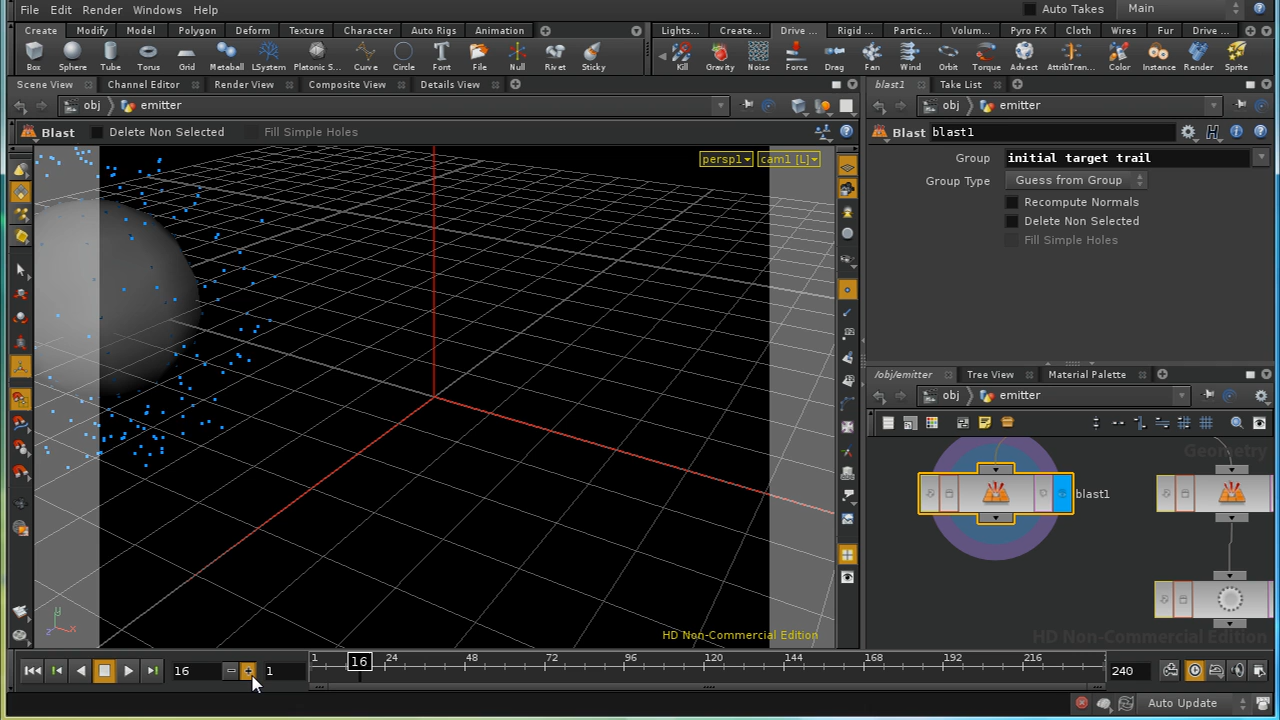 File Edit Render Windows Help
Auto Takes Main
Create Modify Model Polygon Deform Texture Character Auto Rigs Animation
Lights... Create... Drive ... Rigid ... Partic... Volum... Pyro FX Cloth Wires Fur Drive ...
Box Sphere Tube Torus Grid Metaball LSystem Platonic S... Curve Circle Font File Null Rivet Sticky
Kill Gravity Noise Force Drag Fan Wind Orbit Torque Advect AttribTran... Color Instance Render Sprite
Scene View Channel Editor Render View Composite View Details View
blast1 Take List
obj emitter
obj emitter
Blast Delete Non Selected Fill Simple Holes
Blast blast1
persp1 cam1 [L]
Group initial target trail
Group Type Guess from Group
Recompute Normals
Delete Non Selected
Fill Simple Holes
/obj/emitter Tree View Material Palette
obj emitter
Geometry
blast1
HD Non-Commercial Edition
HD Non-Commercial Edition
y
z x
16 1
1 16 24 48 72 96 120 144 168 192 216
240
Auto Update